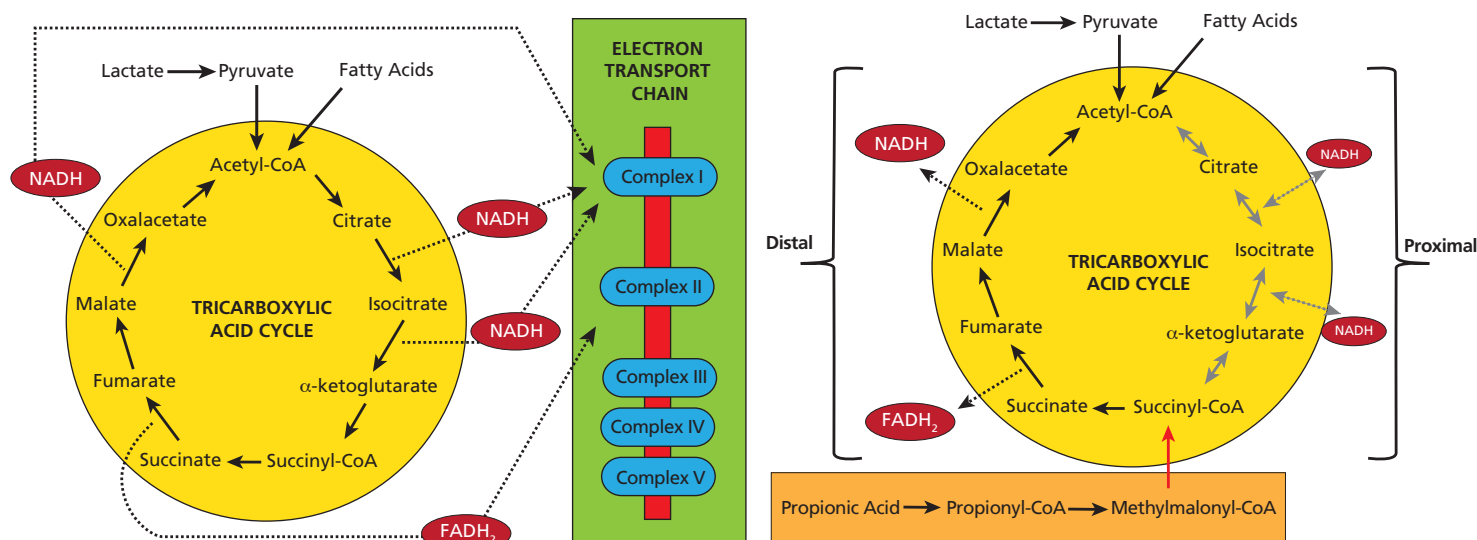 Lactate
Pyruvate
Fatty Acids
Acetyl-CoA
NADH
Oxalacetate
Citrate
NADH
Malate
TRICARBOXYLIC
ACID CYCLE
Isocitrate
NADH
Fumarate
α-ketoglutarate
Succinate
Succinyl-CoA
FADH2
ELECTRON
TRANSPORT
CHAIN
Complex I
Complex II
Complex III
Complex IV
Complex V
Lactate
Pyruvate
Fatty Acids
Acetyl-CoA
NADH
Oxalacetate
Citrate
NADH
Distal
Malate
TRICARBOXYLIC
ACID CYCLE
Isocitrate
Proximal
Fumarate
α-ketoglutarate
NADH
FADH2
Succinate
Succinyl-CoA
Propionic Acid
Propionyl-CoA
Methylmalonyl-CoA